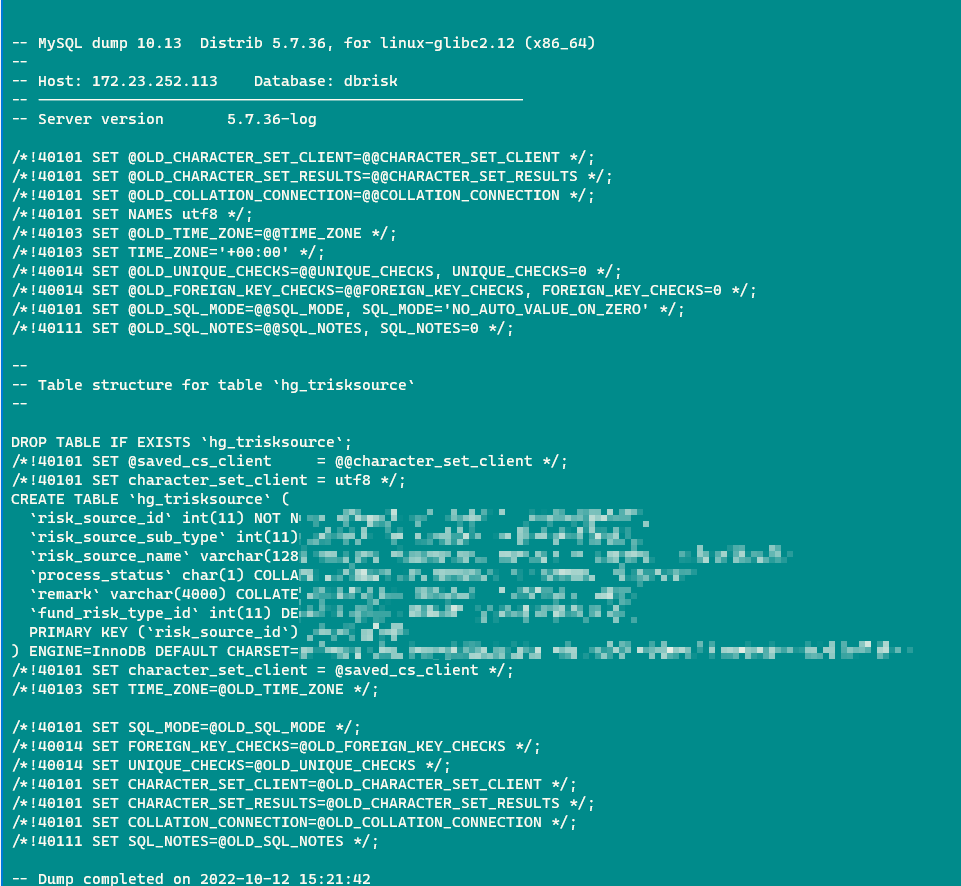 -- MySQL dump 10.13  Distrib 5.7.36, for linux-glibc2.12 (x86_64)
--
-- Host: 172.23.252.113    Database: dbrisk
-- ------------------------------------------------------
-- Server version       5.7.36-log
/*!40101 SET @OLD_CHARACTER_SET_CLIENT=@@CHARACTER_SET_CLIENT */;
/*!40101 SET @OLD_CHARACTER_SET_RESULTS=@@CHARACTER_SET_RESULTS */;
/*!40101 SET @OLD_COLLATION_CONNECTION=@@COLLATION_CONNECTION */;
/*!40101 SET NAMES utf8 */;
/*!40103 SET @OLD_TIME_ZONE=@@TIME_ZONE */;
/*!40103 SET TIME_ZONE='+00:00' */;
/*!40014 SET @OLD_UNIQUE_CHECKS=@@UNIQUE_CHECKS, UNIQUE_CHECKS=0 */;
/*!40014 SET @OLD_FOREIGN_KEY_CHECKS=@@FOREIGN_KEY_CHECKS, FOREIGN_KEY_CHECKS=0 */;
/*!40101 SET @OLD_SQL_MODE=@@SQL_MODE, SQL_MODE='NO_AUTO_VALUE_ON_ZERO' */;
/*!40111 SET @OLD_SQL_NOTES=@@SQL_NOTES, SQL_NOTES=0 */;
--
-- Table structure for table `hg_trisksource`
--
DROP TABLE IF EXISTS `hg_trisksource`;
/*!40101 SET @saved_cs_client     = @@character_set_client */;
/*!40101 SET character_set_client = utf8 */;
CREATE TABLE `hg_trisksource` (
  `risk_source_id` int(11) NOT
  `risk_source_sub_type` int(11)
  `risk_source_name` varchar(128
  `process_status` char(1) COLLA
  `remark` varchar(4000) COLLATE
  `fund_risk_type_id` int(11) DE
  PRIMARY KEY (`risk_source_id`)
) ENGINE=InnoDB DEFAULT CHARSET=
/*!40101 SET character_set_client = @saved_cs_client */;
/*!40103 SET TIME_ZONE=@OLD_TIME_ZONE */;
/*!40101 SET SQL_MODE=@OLD_SQL_MODE */;
/*!40014 SET FOREIGN_KEY_CHECKS=@OLD_FOREIGN_KEY_CHECKS */;
/*!40014 SET UNIQUE_CHECKS=@OLD_UNIQUE_CHECKS */;
/*!40101 SET CHARACTER_SET_CLIENT=@OLD_CHARACTER_SET_CLIENT */;
/*!40101 SET CHARACTER_SET_RESULTS=@OLD_CHARACTER_SET_RESULTS */;
/*!40101 SET COLLATION_CONNECTION=@OLD_COLLATION_CONNECTION */;
/*!40111 SET SQL_NOTES=@OLD_SQL_NOTES */;
-- Dump completed on 2022-10-12 15:21:42